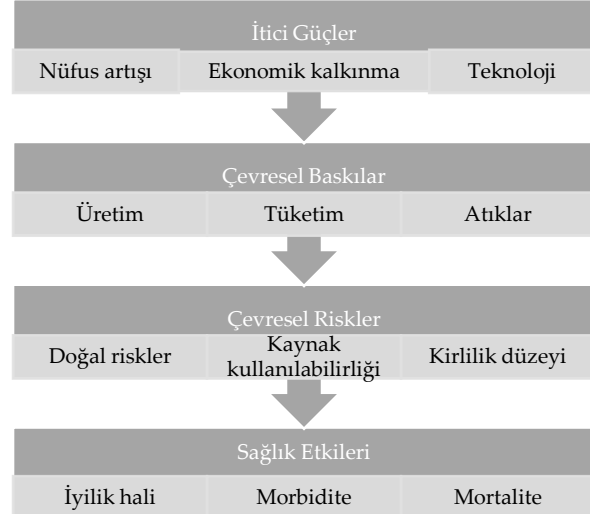 İtici Güçler
Nüfus artışı Ekonomik kalkınma Teknoloji
Çevresel Baskılar
Üretim Tüketim Atıklar
Çevresel Riskler
Doğal riskler Kaynak kullanılabilirliği Kirlilik düzeyi
Sağlık Etkileri
İyilik hali Morbidite Mortalite